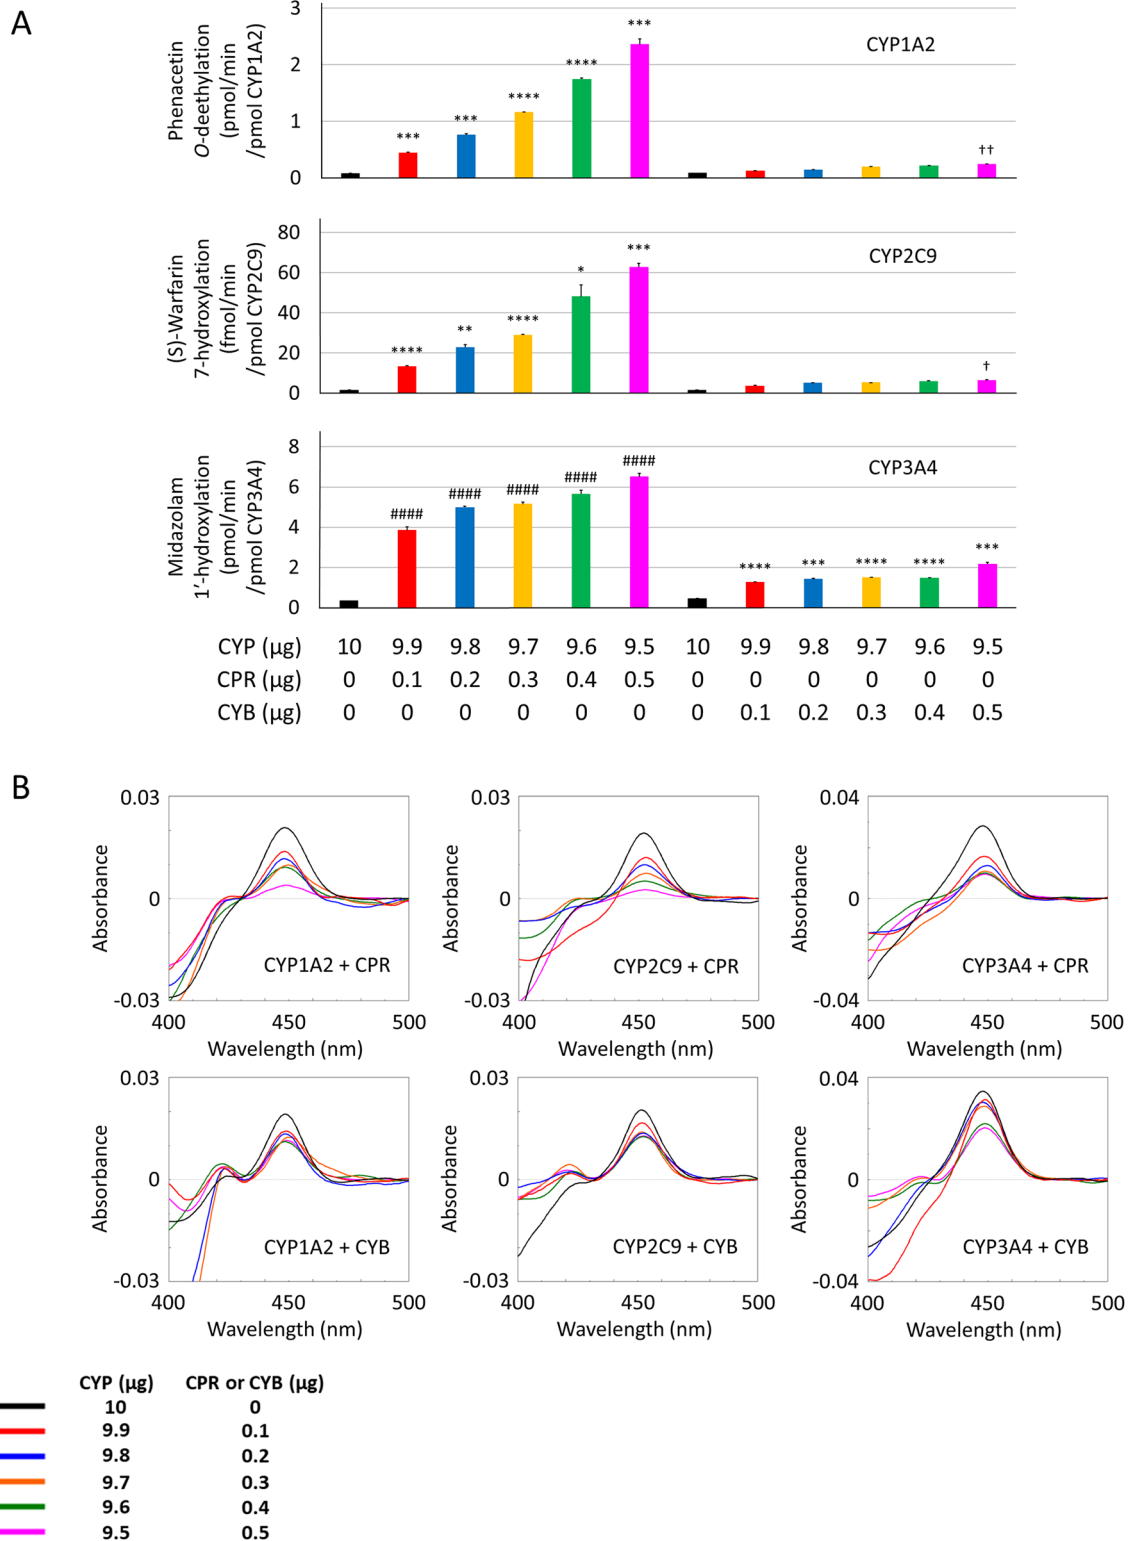 A
Phenacetin
O-deethylation
(pmol/min
/pmol CYP1A2)
3
2
1
0
***
***
****
****
***
††
CYP1A2
(S)-Warfarin
7-hydroxylation
(fmol/min
/pmol CYP2C9)
80
60
40
20
0
****
**
****
*
***
†
CYP2C9
Midazolam
1′-hydroxylation
(pmol/min
/pmol CYP3A4)
8
6
4
2
0
####
####
####
####
####
****
***
****
****
***
CYP3A4
CYP (µg) 10 9.9 9.8 9.7 9.6 9.5 10 9.9 9.8 9.7 9.6 9.5
CPR (µg) 0 0.1 0.2 0.3 0.4 0.5 0 0 0 0 0 0
CYB (µg) 0 0 0 0 0 0 0 0.1 0.2 0.3 0.4 0.5
B
Absorbance
0.03
0
-0.03
CYP1A2 + CPR
400 450 500
Wavelength (nm)
Absorbance
0.03
0
-0.03
CYP2C9 + CPR
400 450 500
Wavelength (nm)
Absorbance
0.04
0
-0.04
CYP3A4 + CPR
400 450 500
Wavelength (nm)
Absorbance
0.03
0
-0.03
CYP1A2 + CYB
400 450 500
Wavelength (nm)
Absorbance
0.03
0
-0.03
CYP2C9 + CYB
400 450 500
Wavelength (nm)
Absorbance
0.04
0
-0.04
CYP3A4 + CYB
400 450 500
Wavelength (nm)
CYP (µg) CPR or CYB (µg)
10 0
9.9 0.1
9.8 0.2
9.7 0.3
9.6 0.4
9.5 0.5